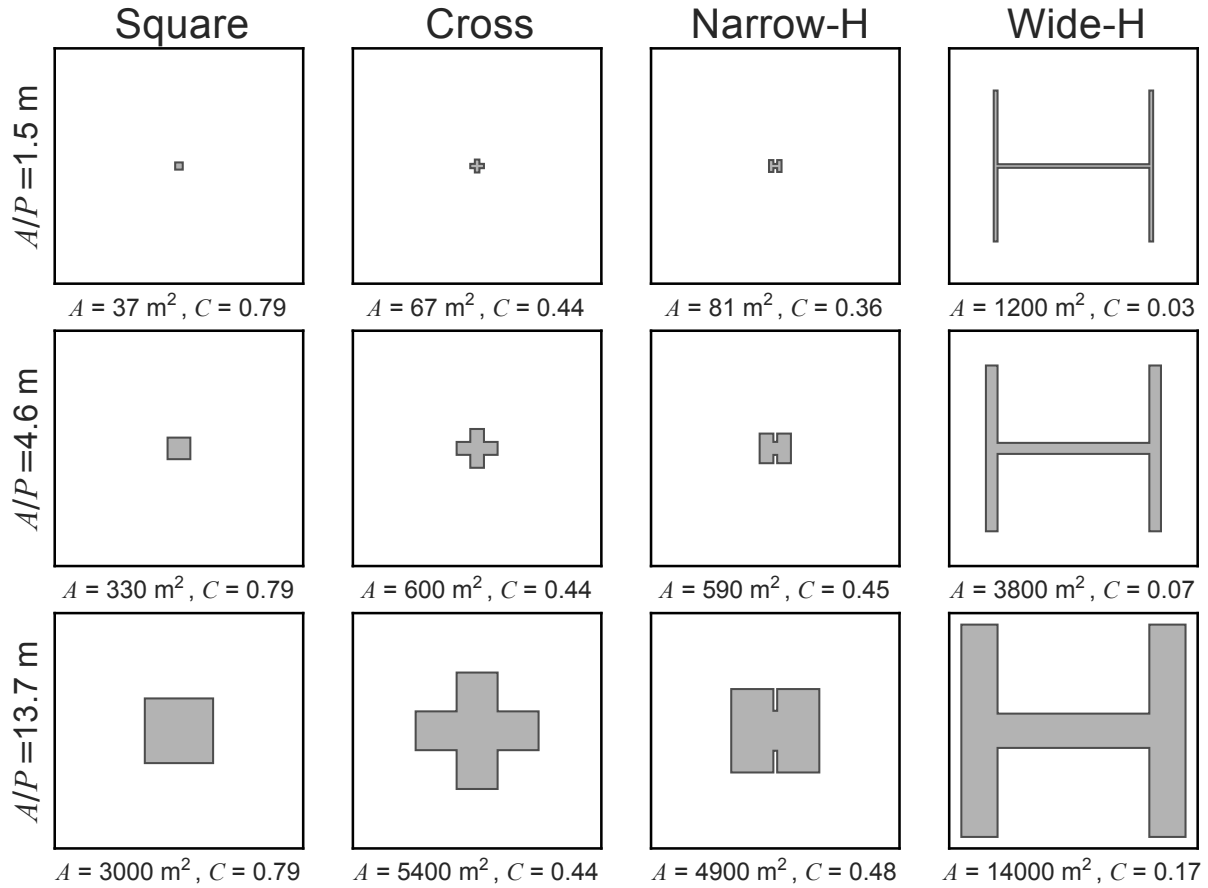 Square Cross Narrow-H Wide-H
A/P =1.5 m
A = 37 m², C = 0.79 A = 67 m², C = 0.44 A = 81 m², C = 0.36 A = 1200 m², C = 0.03
A/P =4.6 m
A = 330 m², C = 0.79 A = 600 m², C = 0.44 A = 590 m², C = 0.45 A = 3800 m², C = 0.07
A/P =13.7 m
A = 3000 m², C = 0.79 A = 5400 m², C = 0.44 A = 4900 m², C = 0.48 A = 14000 m², C = 0.17